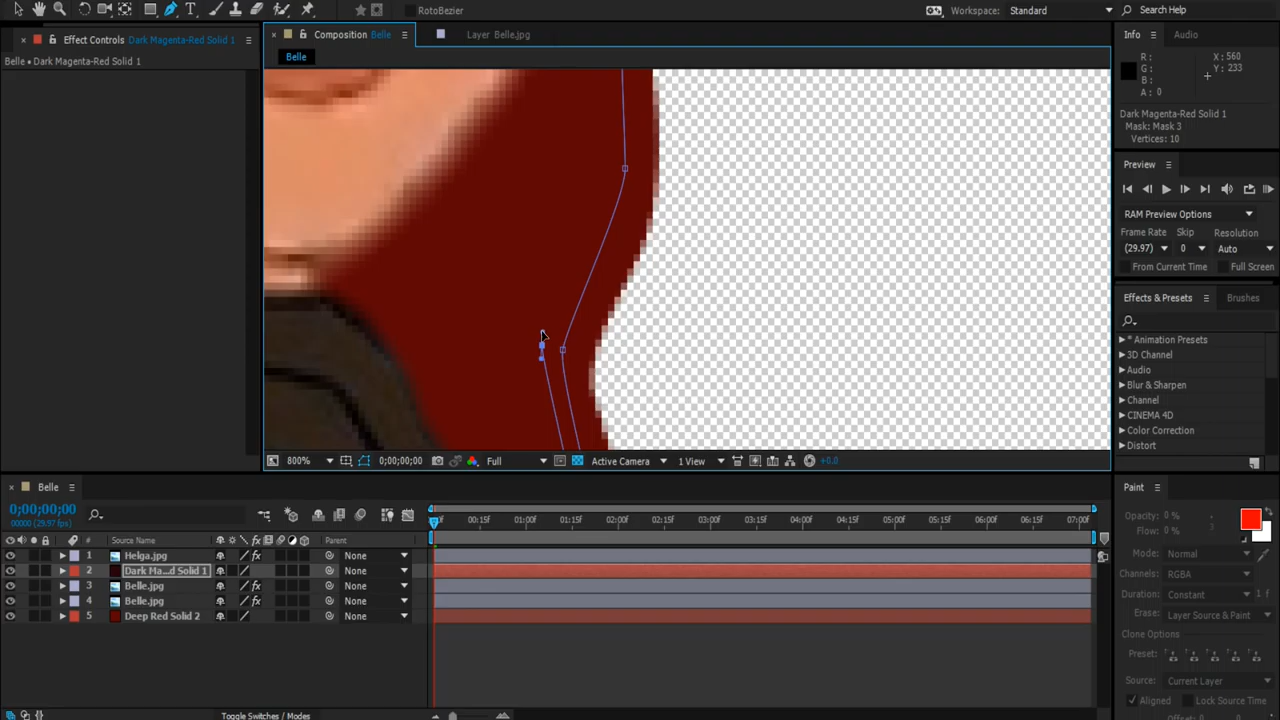 RotoBezier
Workspace: Standard
Search Help
Effect Controls Dark Magenta-Red Solid 1
Composition Belle
Layer Belle.jpg
Info
Audio
Belle • Dark Magenta-Red Solid 1
Belle
R:
G:
B:
A: 0
X: 560
Y: 233
Dark Magenta-Red Solid 1
Mask: Mask 3
Vertices: 10
Preview
RAM Preview Options
Frame Rate
Skip
Resolution
(29.97)
0
Auto
From Current Time
Full Screen
Effects & Presets
Brushes
* Animation Presets
3D Channel
Audio
Blur & Sharpen
Channel
CINEMA 4D
Color Correction
Distort
800%
0;00;00;00
Full
Active Camera
1 View
+0.0
Belle
Paint
0;00;00;00
00000 (29.97 fps)
00:15f
01:00f
01:15f
02:00f
02:15f
03:00f
03:15f
04:00f
04:15f
05:00f
05:15f
06:00f
06:15f
07:00f
Opacity: 0 %
Flow: 0 %
#
Source Name
Parent
1
Helga.jpg
None
2
Dark Ma...d Solid 1
None
3
Belle.jpg
None
4
Belle.jpg
None
5
Deep Red Solid 2
None
Mode: Normal
Channels: RGBA
Duration: Constant
1 f
Erase: Layer Source & Paint
Clone Options
Preset:
Source: Current Layer
Aligned
Lock Source Time
Toggle Switches / Modes